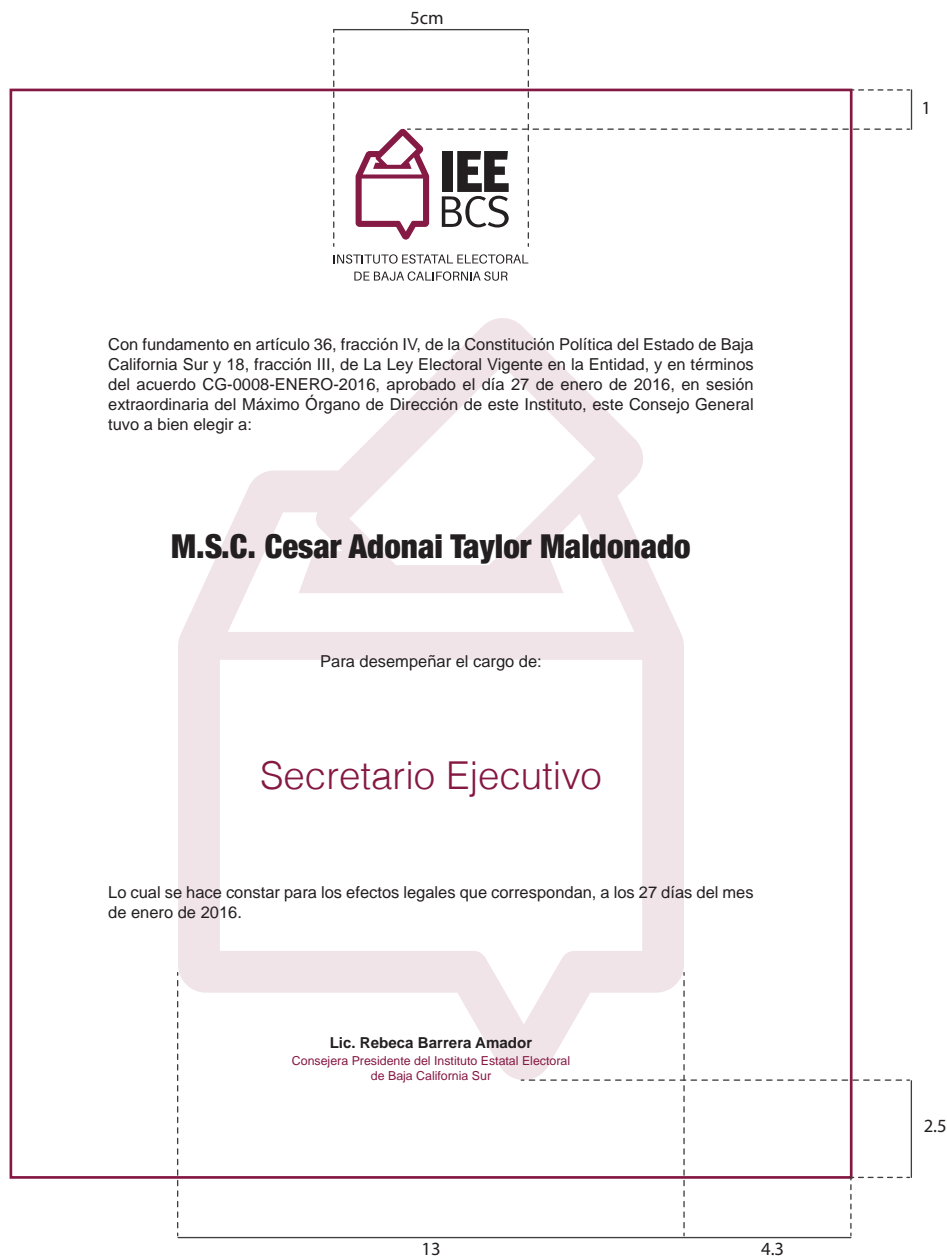 5cm
1
IEE
BCS
INSTITUTO ESTATAL ELECTORAL
DE BAJA CALIFORNIA SUR
Con fundamento en artículo 36, fracción IV, de la Constitución Política del Estado de Baja
California Sur y 18, fracción III, de La Ley Electoral Vigente en la Entidad, y en términos
del acuerdo CG-0008-ENERO-2016, aprobado el día 27 de enero de 2016, en sesión
extraordinaria del Máximo Órgano de Dirección de este Instituto, este Consejo General
tuvo a bien elegir a:
M.S.C. Cesar Adonai Taylor Maldonado
Para desempeñar el cargo de:
Secretario Ejecutivo
Lo cual se hace constar para los efectos legales que correspondan, a los 27 días del mes
de enero de 2016.
Lic. Rebeca Barrera Amador
Consejera Presidente del Instituto Estatal Electoral
de Baja California Sur
2.5
13
4.3